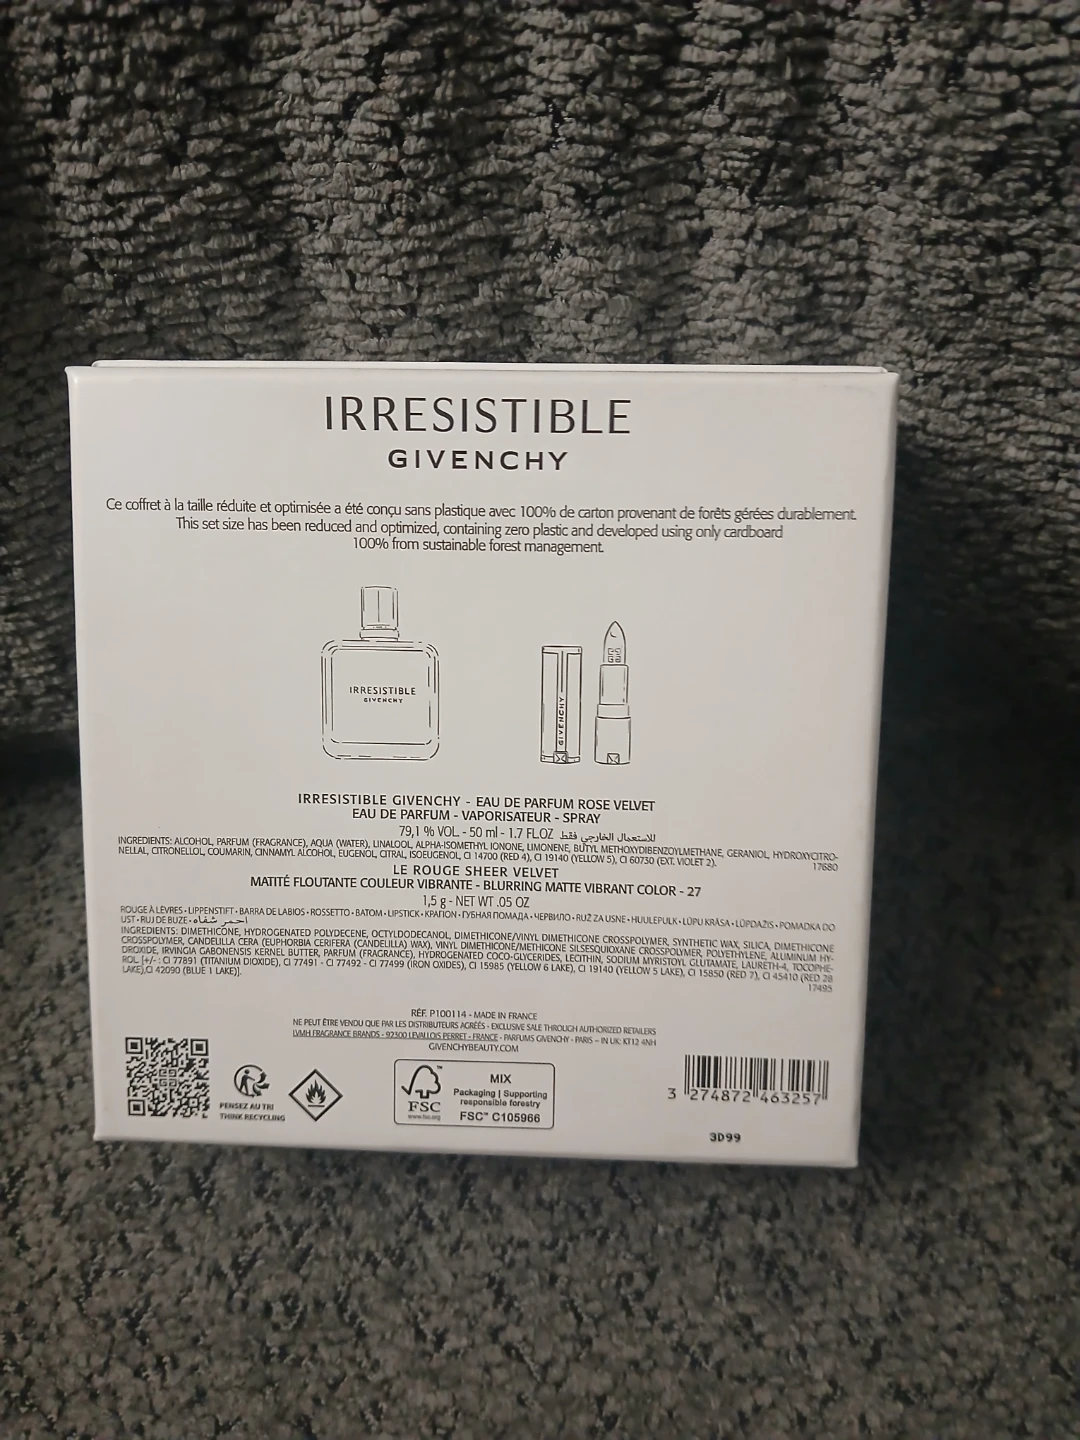 IRRESISTIBLE
GIVENCHY
Ce coffret à la taille réduite et optimisée a été conçu sans plastique avec 100% de carton provenant de forêts gérées durablement.
This set size has been reduced and optimized, containing zero plastic and developed using only cardboard
100% from sustainable forest management.
IRRESISTIBLE
GIVENCHY
GIVENCHY
IRRESISTIBLE GIVENCHY - EAU DE PARFUM ROSE VELVET
EAU DE PARFUM - VAPORISATEUR - SPRAY
79,1 % VOL. - 50 ml - 1.7 FL.OZ للاستعمال الخارجي فقط
INGREDIENTS: ALCOHOL, PARFUM (FRAGRANCE), AQUA (WATER), LINALOOL, ALPHA-ISOMETHYL IONONE, LIMONENE, BUTYL METHOXYDIBENZOYLMETHANE, GERANIOL, HYDROXYCITRO-
NELLAL, CITRONELLOL, COUMARIN, CINNAMYL ALCOHOL, EUGENOL, CITRAL, ISOEUGENOL, CI 14700 (RED 4), CI 19140 (YELLOW 5), CI 60730 (EXT. VIOLET 2).
17680
LE ROUGE SHEER VELVET
MATITÉ FLOUTANTE COULEUR VIBRANTE - BLURRING MATTE VIBRANT COLOR - 27
1,5 g - NET WT .05 OZ
ROUGE À LÈVRES • LIPPENSTIFT • BARRA DE LABIOS • ROSSETTO • BATOM • LIPSTICK • ΚΡΑΓΙΟΝ • ГУБНАЯ ПОМАДА • ЧЕРВИЛО • RUŽ ZA USNE • HUULEPULK • LŪPU KRĀSA • LŪPDAŽIS • POMADKA DO
UST • RUJ DE BUZE • احمر شفاه
INGREDIENTS: DIMETHICONE, HYDROGENATED POLYDECENE, OCTYLDODECANOL, DIMETHICONE/VINYL DIMETHICONE CROSSPOLYMER, SYNTHETIC WAX, SILICA, DIMETHICONE
CROSSPOLYMER, CANDELILLA CERA (EUPHORBIA CERIFERA (CANDELILLA) WAX), VINYL DIMETHICONE/METHICONE SILSESQUIOXANE CROSSPOLYMER, POLYETHYLENE, ALUMINUM HY-
DROXIDE, IRVINGIA GABONENSIS KERNEL BUTTER, PARFUM (FRAGRANCE), HYDROGENATED COCO-GLYCERIDES, LECITHIN, SODIUM MYRISTOYL GLUTAMATE, LAURETH-4, TOCOPHE-
ROL. [+/- : CI 77891 (TITANIUM DIOXIDE), CI 77491 - CI 77492 - CI 77499 (IRON OXIDES), CI 15985 (YELLOW 6 LAKE), CI 19140 (YELLOW 5 LAKE), CI 15850 (RED 7), CI 45410 (RED 28
LAKE),CI 42090 (BLUE 1 LAKE)].
17495
RÉF. P100114 - MADE IN FRANCE
NE PEUT ÊTRE VENDU QUE PAR LES DISTRIBUTEURS AGRÉÉS - EXCLUSIVE SALE THROUGH AUTHORIZED RETAILERS
LVMH FRAGRANCE BRANDS - 92300 LEVALLOIS PERRET - FRANCE - PARFUMS GIVENCHY - PARIS – IN UK: KT12 4NH
GIVENCHYBEAUTY.COM
PENSEZ AU TRI
THINK RECYCLING
FSC™
www.fsc.org
MIX
Packaging | Supporting
responsible forestry
FSC™ C105966
3 274872 463257
3D99